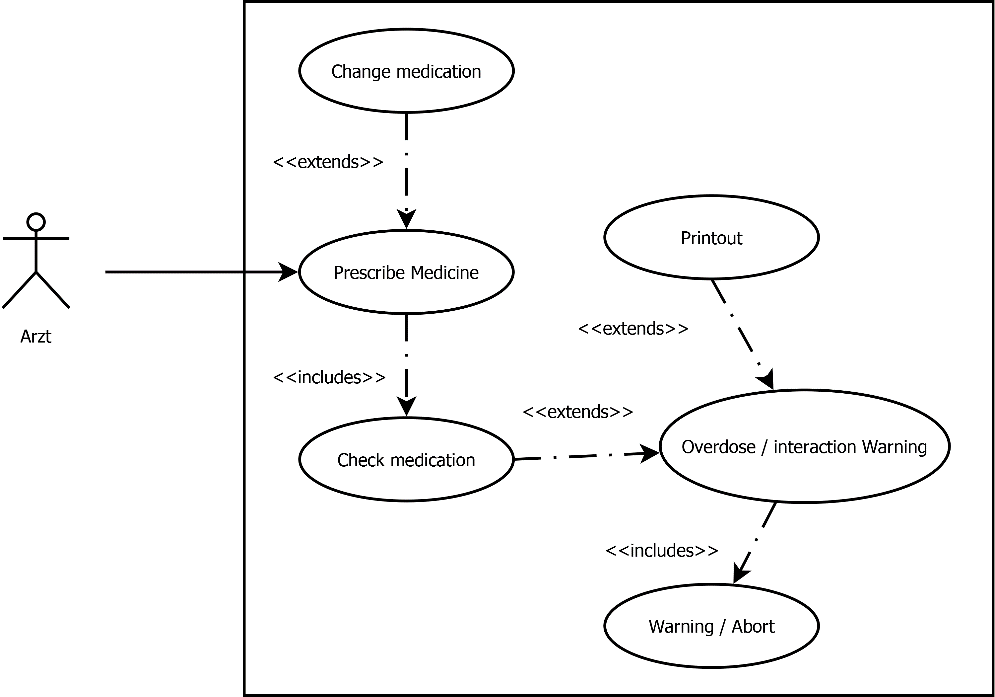 Change medication
<<extends>>
Arzt
Prescribe Medicine
<<includes>>
Check medication
<<extends>>
Printout
<<extends>>
Overdose / interaction Warning
<<includes>>
Warning / Abort